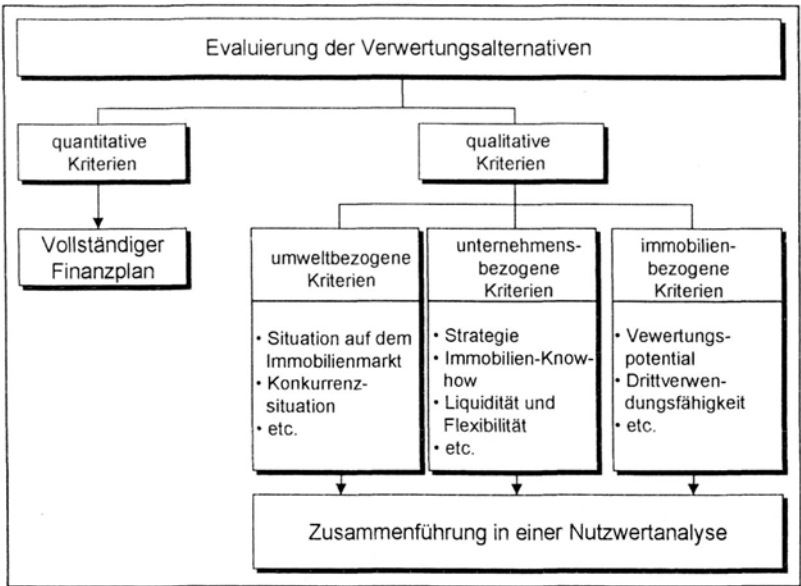 Evaluierung der Verwertungsalternativen
quantitative
Kriterien
qualitative
Kriterien
Vollständiger
Finanzplan
umweltbezogene
Kriterien
• Situation auf dem
Immobilienmarkt
• Konkurrenz-
situation
• etc.
unternehmens-
bezogene
Kriterien
• Strategie
• Immobilien-Know-
how
• Liquidität und
Flexibilität
• etc.
immobilien-
bezogene
Kriterien
• Vewertungs-
potential
• Drittverwen-
dungsfähigkeit
• etc.
Zusammenführung in einer Nutzwertanalyse